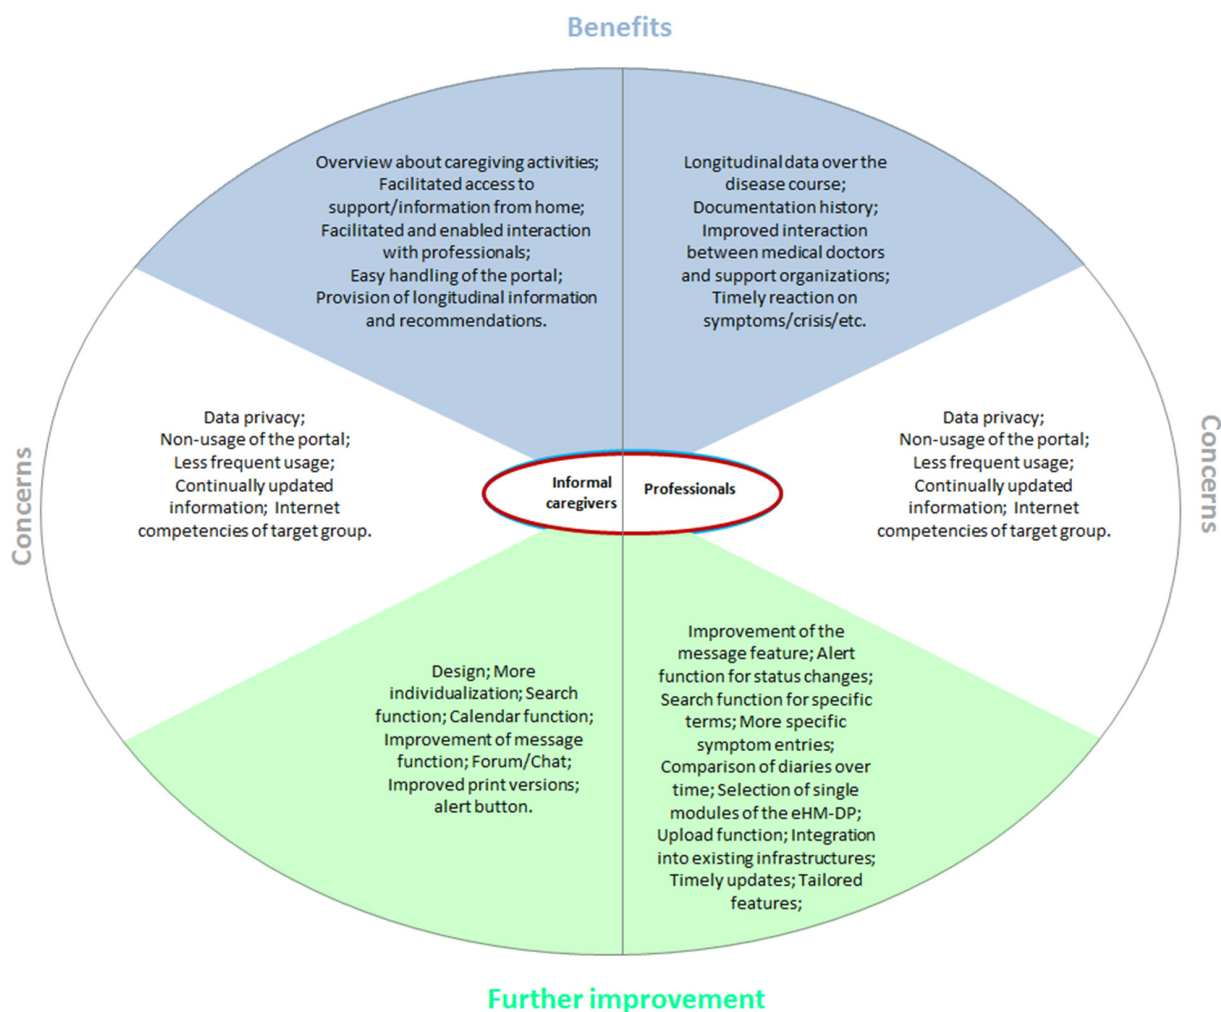 Benefits
Overview about caregiving activities;
Facilitated access to
support/information from home;
Facilitated and enabled interaction
with professionals;
Easy handling of the portal;
Provision of longitudinal information
and recommendations.
Longitudinal data over the
disease course;
Documentation history;
Improved interaction
between medical doctors
and support organizations;
Timely reaction on
symptoms/crisis/etc.
Concerns
Data privacy;
Non-usage of the portal;
Less frequent usage;
Continually updated
information; Internet
competencies of target group.
Informal
caregivers
Professionals
Data privacy;
Non-usage of the portal;
Less frequent usage;
Continually updated
information; Internet
competencies of target group.
Concerns
Design; More
individualization; Search
function; Calendar function;
Improvement of message
function; Forum/Chat;
Improved print versions;
alert button.
Improvement of the
message feature; Alert
function for status changes;
Search function for specific
terms; More specific
symptom entries;
Comparison of diaries over
time; Selection of single
modules of the eHM-DP;
Upload function; Integration
into existing infrastructures;
Timely updates; Tailored
features;
Further improvement